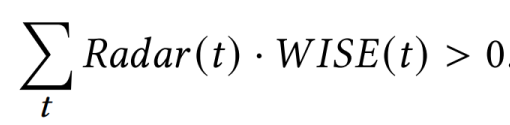 ∑ Radar(t) · WISE(t) > 0.
t